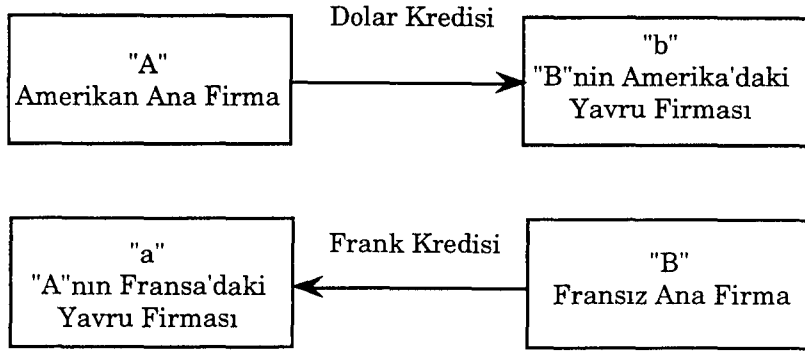 Dolar Kredisi
"A"
Amerikan Ana Firma
"b"
"B"nin Amerika'daki
Yavru Firması
Frank Kredisi
"a"
"A"nın Fransa'daki
Yavru Firması
"B"
Fransız Ana Firma